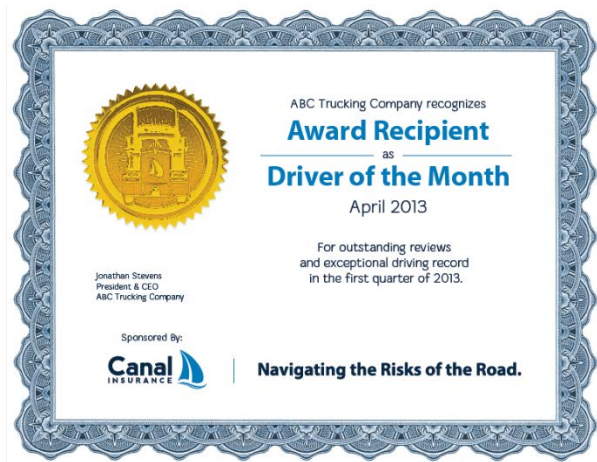 ABC Trucking Company recognizes
Award Recipient
as
Driver of the Month
April 2013
For outstanding reviews
and exceptional driving record
in the first quarter of 2013.
Jonathan Stevens
President & CEO
ABC Trucking Company
Sponsored By:
Canal
INSURANCE
Navigating the Risks of the Road.